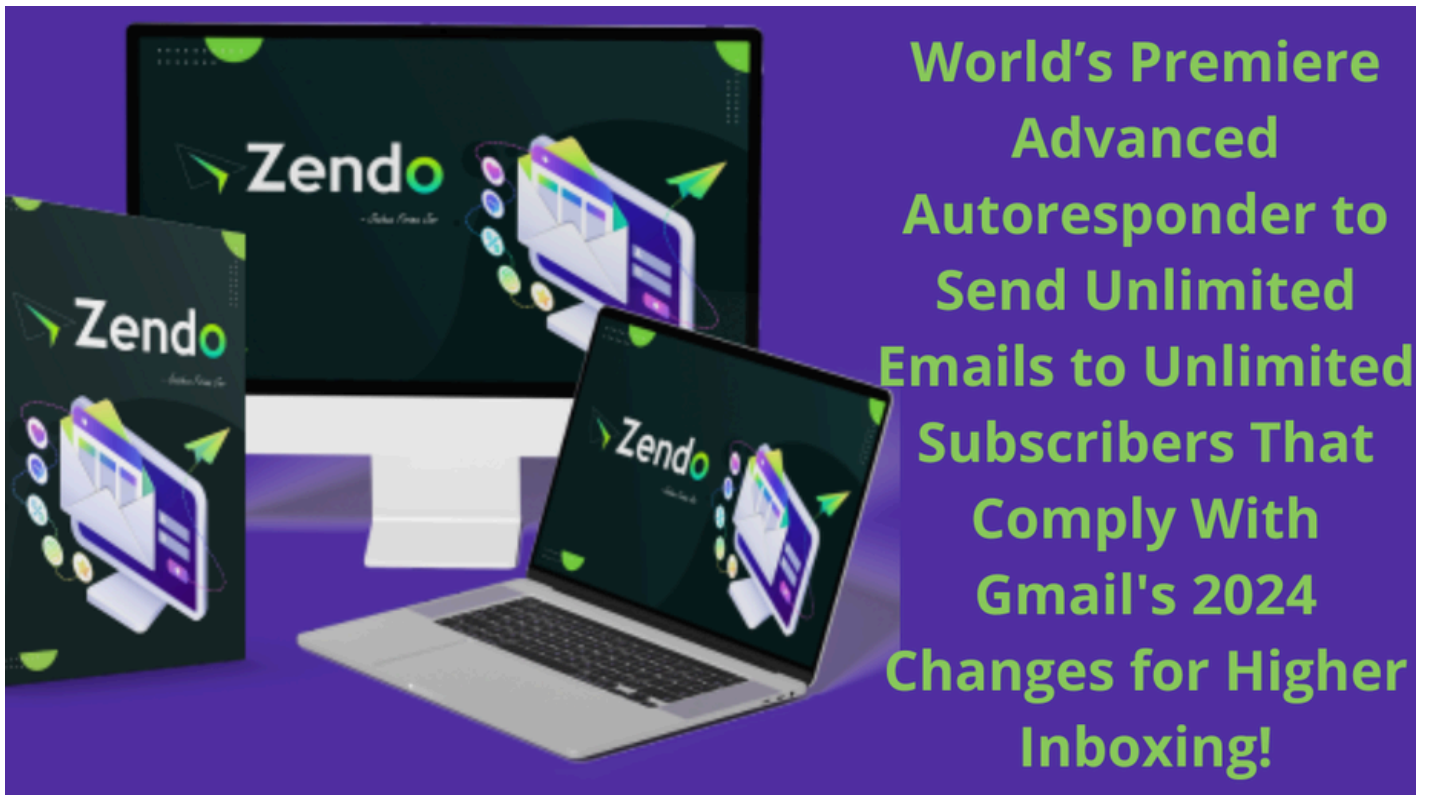 Zendo
Zendo
Zendo
World’s Premiere
Advanced
Autoresponder to
Send Unlimited
Emails to Unlimited
Subscribers That
Comply With
Gmail's 2024
Changes for Higher
Inboxing!